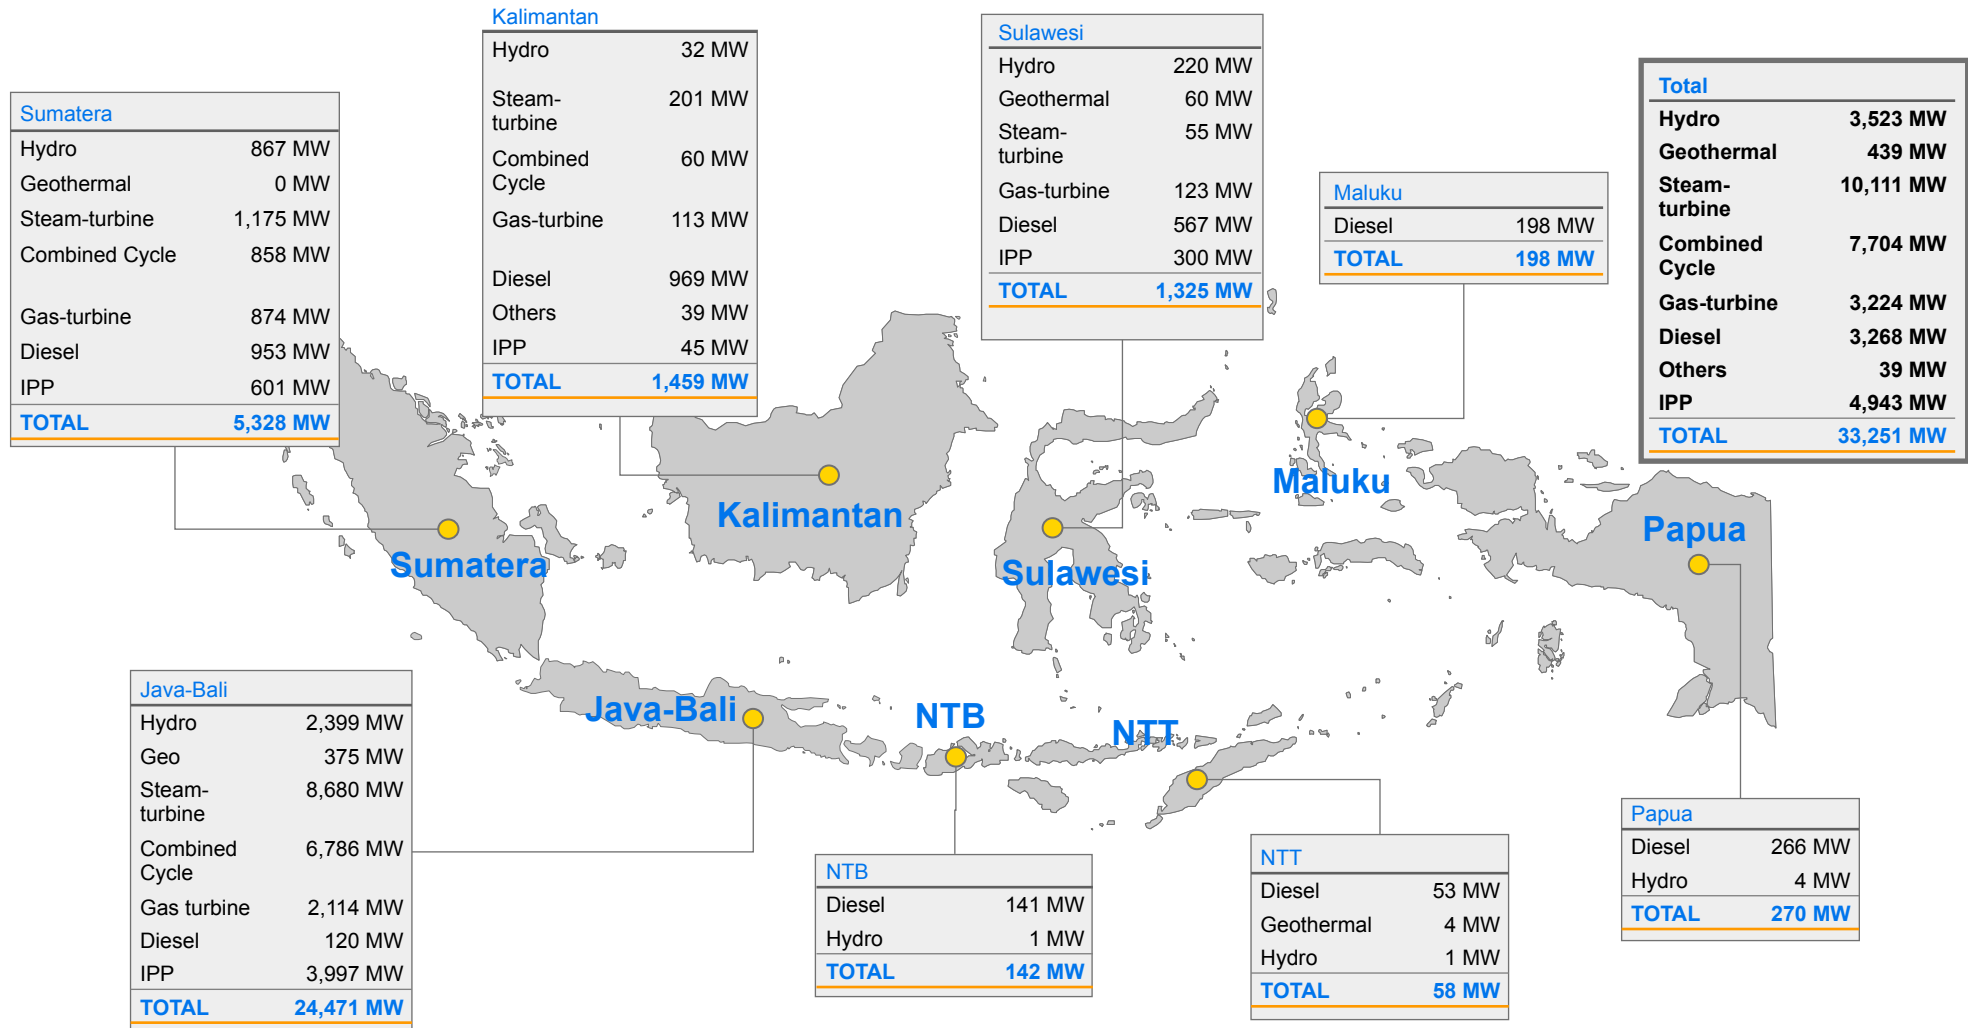 Kalimantan
Hydro 32 MW
Steam-
turbine 201 MW
Combined
Cycle 60 MW
Gas-turbine 113 MW
Diesel 969 MW
Others 39 MW
IPP 45 MW
TOTAL 1,459 MW
Sulawesi
Hydro 220 MW
Geothermal 60 MW
Steam-
turbine 55 MW
Gas-turbine 123 MW
Diesel 567 MW
IPP 300 MW
TOTAL 1,325 MW
Total
Hydro 3,523 MW
Geothermal 439 MW
Steam-
turbine 10,111 MW
Combined
Cycle 7,704 MW
Gas-turbine 3,224 MW
Diesel 3,268 MW
Others 39 MW
IPP 4,943 MW
TOTAL 33,251 MW
Sumatera
Hydro 867 MW
Geothermal 0 MW
Steam-turbine 1,175 MW
Combined Cycle 858 MW
Gas-turbine 874 MW
Diesel 953 MW
IPP 601 MW
TOTAL 5,328 MW
Maluku
Diesel 198 MW
TOTAL 198 MW
Maluku
Kalimantan
Papua
Sumatera
Sulawesi
Java-Bali
NTB
NTT
Java-Bali
Hydro 2,399 MW
Geo 375 MW
Steam-
turbine 8,680 MW
Combined
Cycle 6,786 MW
Gas turbine 2,114 MW
Diesel 120 MW
IPP 3,997 MW
TOTAL 24,471 MW
NTB
Diesel 141 MW
Hydro 1 MW
TOTAL 142 MW
NTT
Diesel 53 MW
Geothermal 4 MW
Hydro 1 MW
TOTAL 58 MW
Papua
Diesel 266 MW
Hydro 4 MW
TOTAL 270 MW